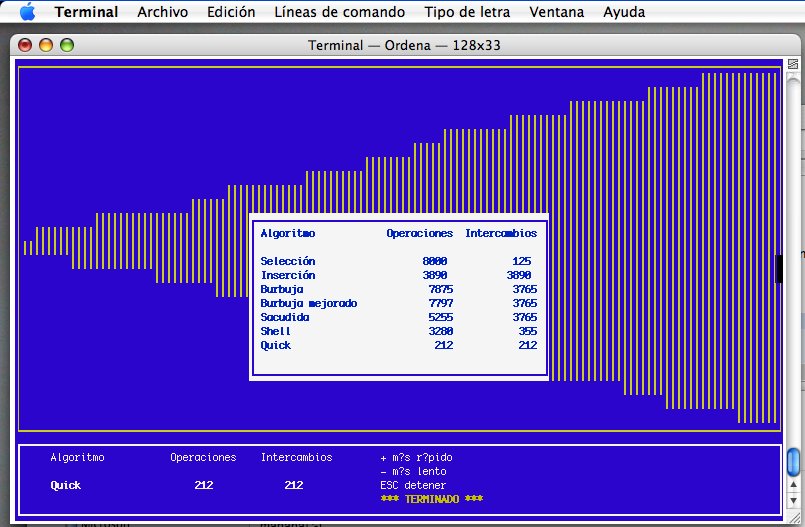 Terminal Archivo Edición Líneas de comando Tipo de letra Ventana Ayuda
Terminal — Ordena — 128x33
Algoritmo Operaciones Intercambios
Selección 8000 125
Inserción 3890 3890
Burbuja 7875 3765
Burbuja mejorado 7797 3765
Sacudida 5255 3765
Shell 3280 355
Quick 212 212
Algoritmo Operaciones Intercambios + m?s r?pido
- m?s lento
Quick 212 212 ESC detener
*** TERMINADO ***